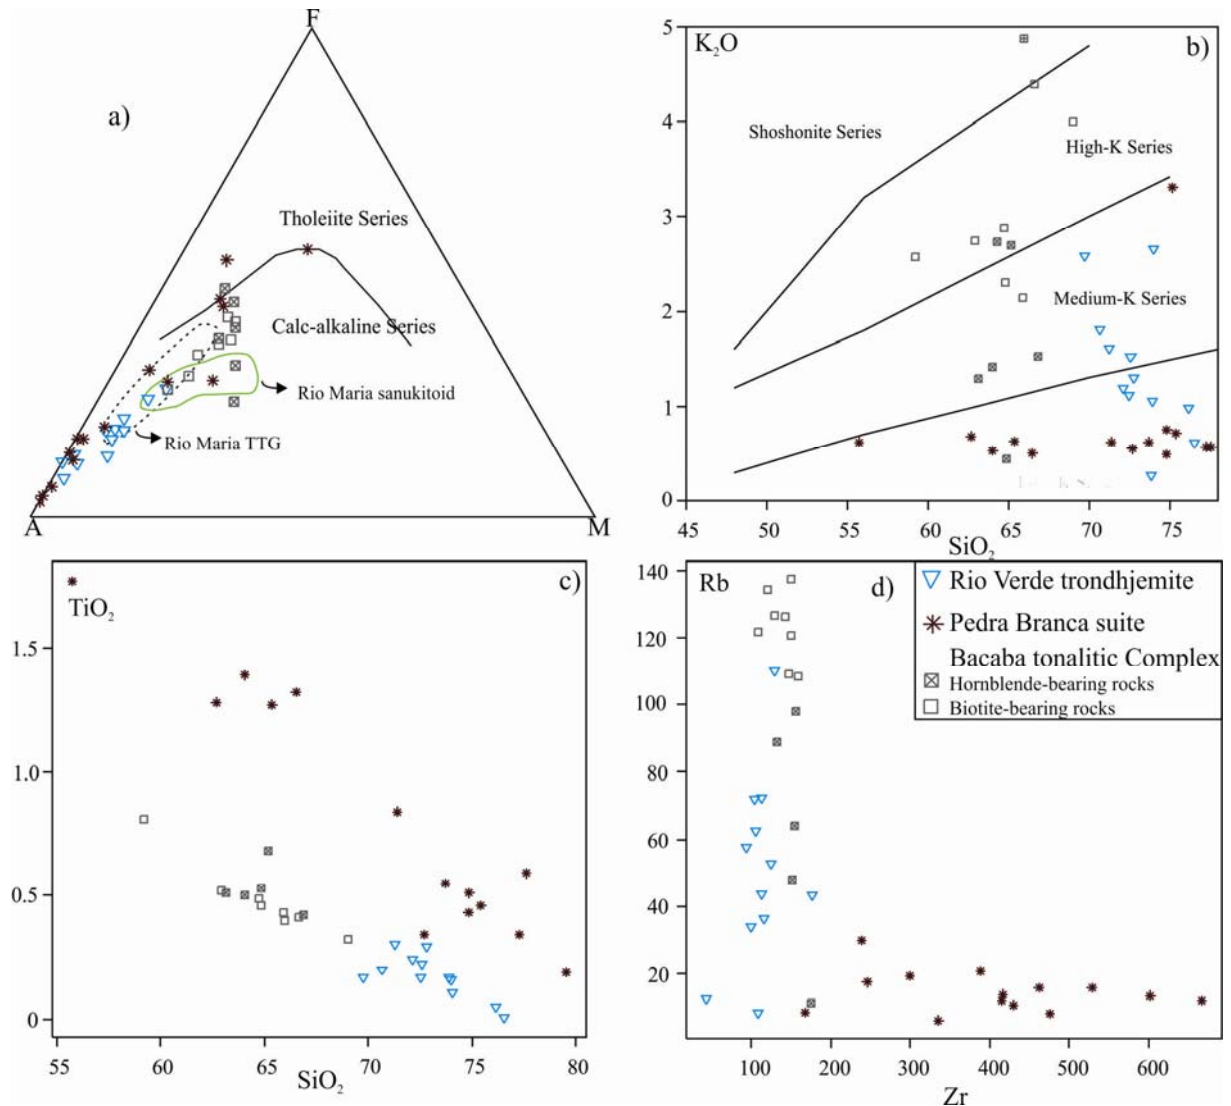 F
a)
Tholeiite Series
Calc-alkaline Series
Rio Maria sanukitoid
Rio Maria TTG
A
M
5
4
3
2
1
0
K₂O
b)
Shoshonite Series
High-K Series
Medium-K Series
45
50
55
60
65
70
75
SiO₂
c)
TiO₂
1.5
1.0
0.5
0
55
60
65
70
75
80
SiO₂
140
120
100
80
60
40
20
Rb
d)
Rio Verde trondhjemite
Pedra Branca suite
Bacaba tonalitic Complex
Hornblende-bearing rocks
Biotite-bearing rocks
100
200
300
400
500
600
Zr